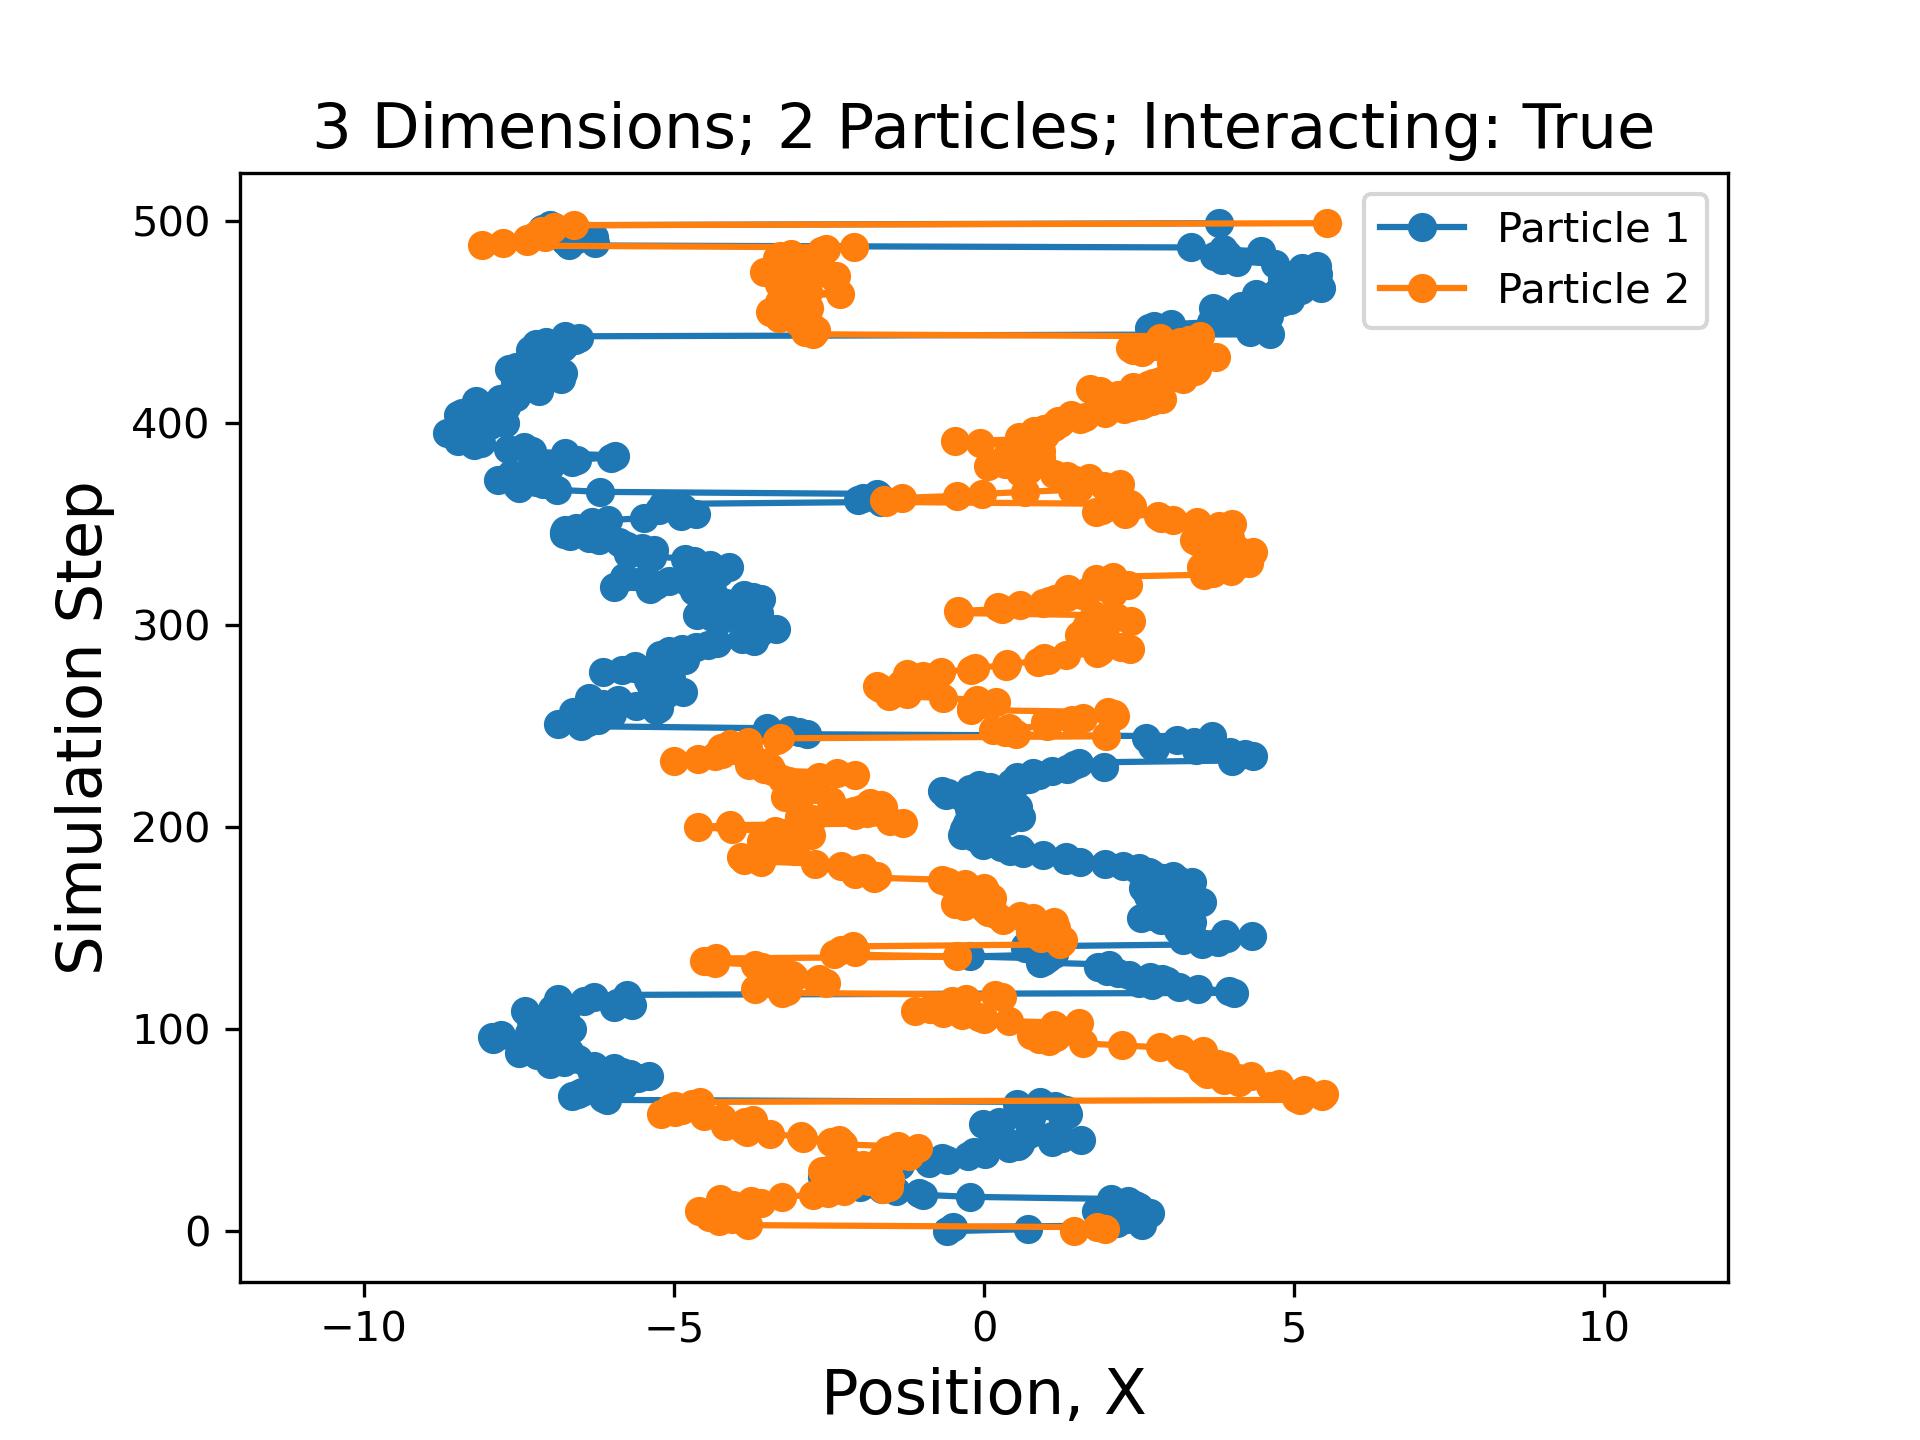 3 Dimensions; 2 Particles; Interacting: True
Particle 1
Particle 2
500
400
300
200
100
0
Simulation Step
−10
−5
0
5
10
Position, X